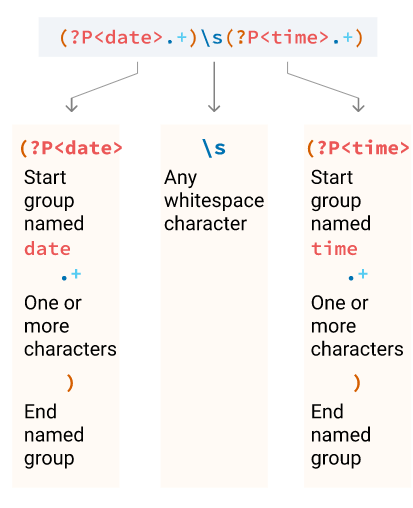 (?P<date>.+)\s(?P<time>.+)
(?P<date>
Start
group
named
date
.+
One or
more
characters
)
End
named
group
\s
Any
whitespace
character
(?P<time>
Start
group
named
time
.+
One or
more
characters
)
End
named
group